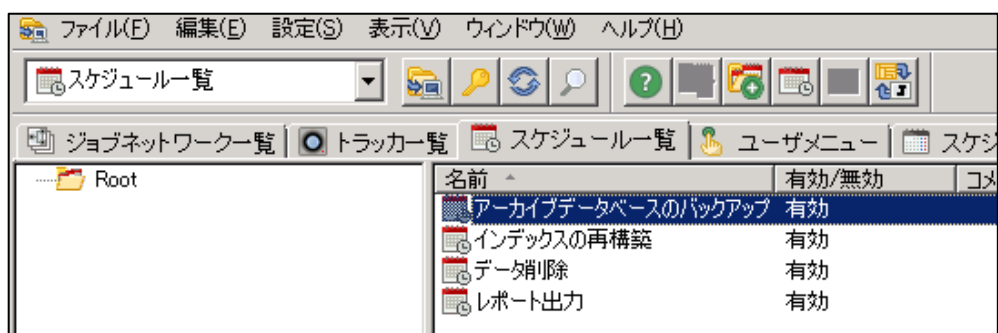 ファイル(F) 編集(E) 設定(S) 表示(V) ウィンドウ(W) ヘルプ(H)
スケジュール一覧
ジョブネットワーク一覧 トラッカ一覧 スケジュール一覧 ユーザメニュー スケジ
Root
名前 有効/無効 コメ
アーカイブデータベースのバックアップ 有効
インデックスの再構築 有効
データ削除 有効
レポート出力 有効